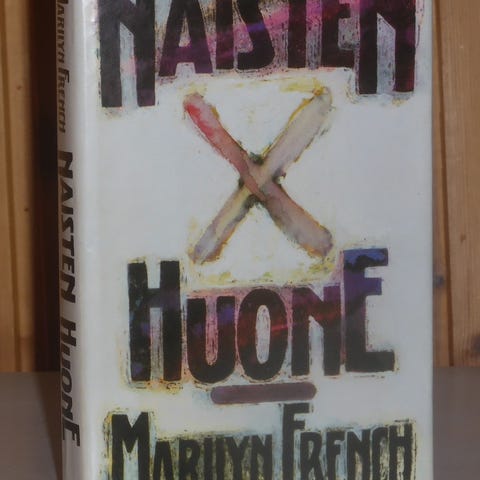 NAISTEN
HUONE
MARILYN FRENCH
MARILYN FRENCH NAISTEN HUONE